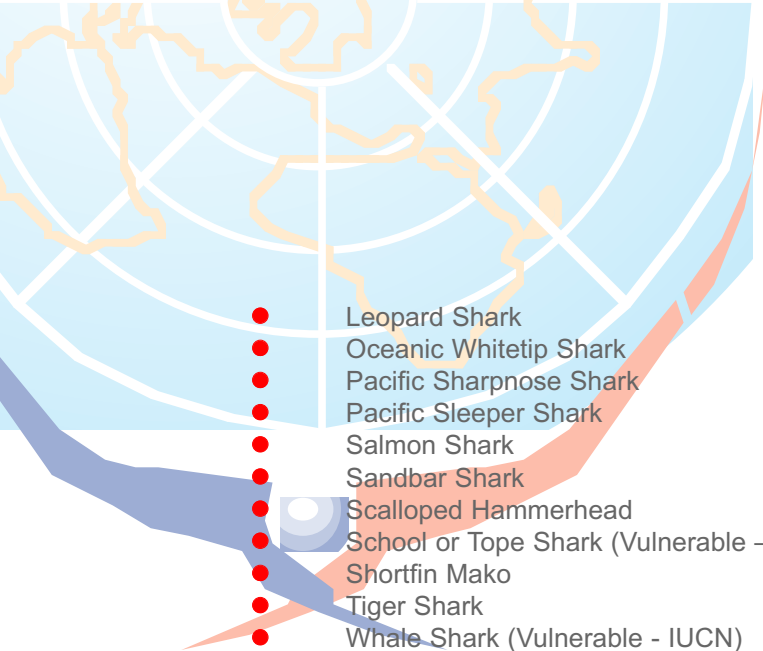 Leopard Shark
Oceanic Whitetip Shark
Pacific Sharpnose Shark
Pacific Sleeper Shark
Salmon Shark
Sandbar Shark
Scalloped Hammerhead
School or Tope Shark (Vulnerable -
Shortfin Mako
Tiger Shark
Whale Shark (Vulnerable - IUCN)